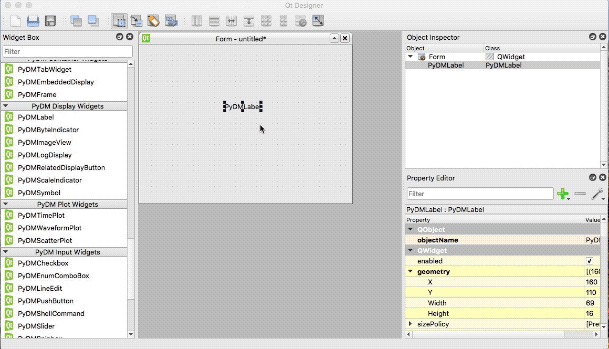 Qt Designer
Widget Box
Filter
PyDMTabWidget
PyDMEmbeddedDisplay
PyDMFrame
PyDM Display Widgets
PyDMLabel
PyDMByteIndicator
PyDMImageView
PyDMLogDisplay
PyDMRelatedDisplayButton
PyDMScaleIndicator
PyDMSymbol
PyDM Plot Widgets
PyDMTimePlot
PyDMWaveformPlot
PyDMScatterPlot
PyDM Input Widgets
PyDMCheckbox
PyDMEnumComboBox
PyDMLineEdit
PyDMPushButton
PyDMShellCommand
PyDMSlider
Form - untitled*
PyDMLabel
Object Inspector
Object Class
Form QWidget
PyDMLabel PyDMLabel
Property Editor
Filter
PyDMLabel : PyDMLabel
Property Value
QObject
objectName PyDM
QWidget
enabled
geometry [(160
X 160
Y 110
Width 69
Height 16
sizePolicy [Pre